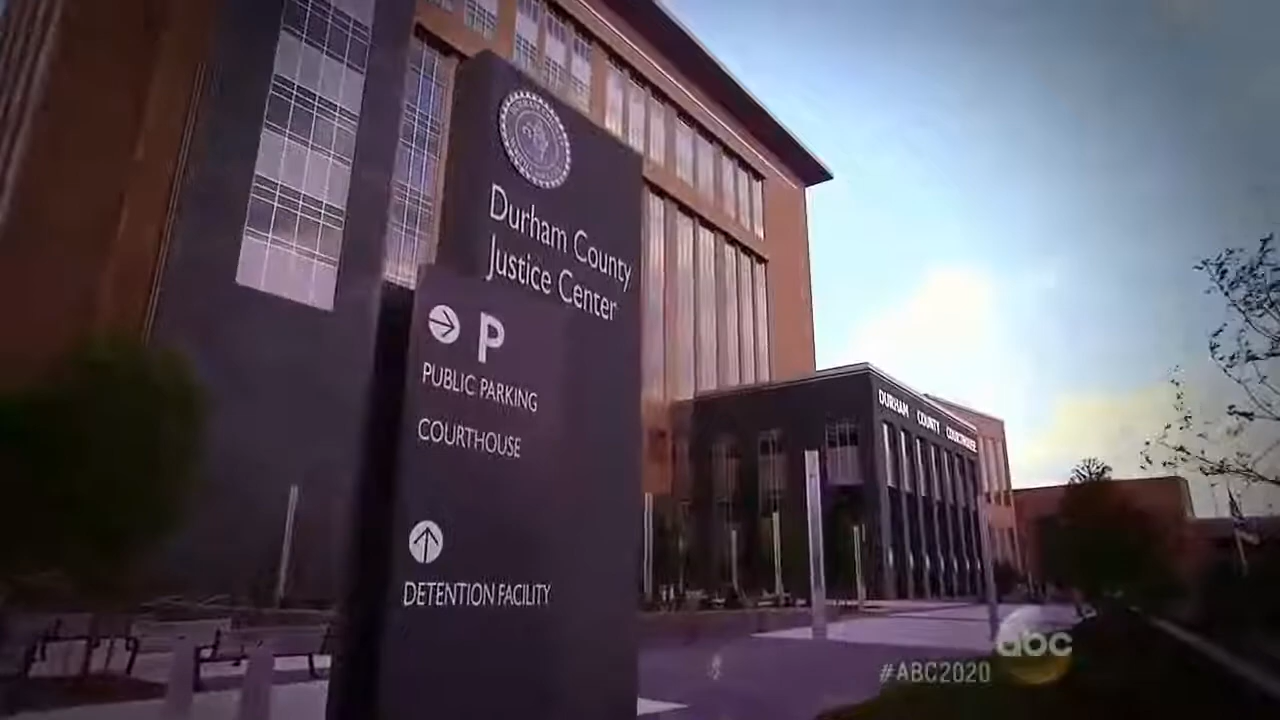 Durham County
Justice Center
P
PUBLIC PARKING
COURTHOUSE
DETENTION FACILITY
DURHAM COUNTY COURTHOUSE
abc
#ABC2020